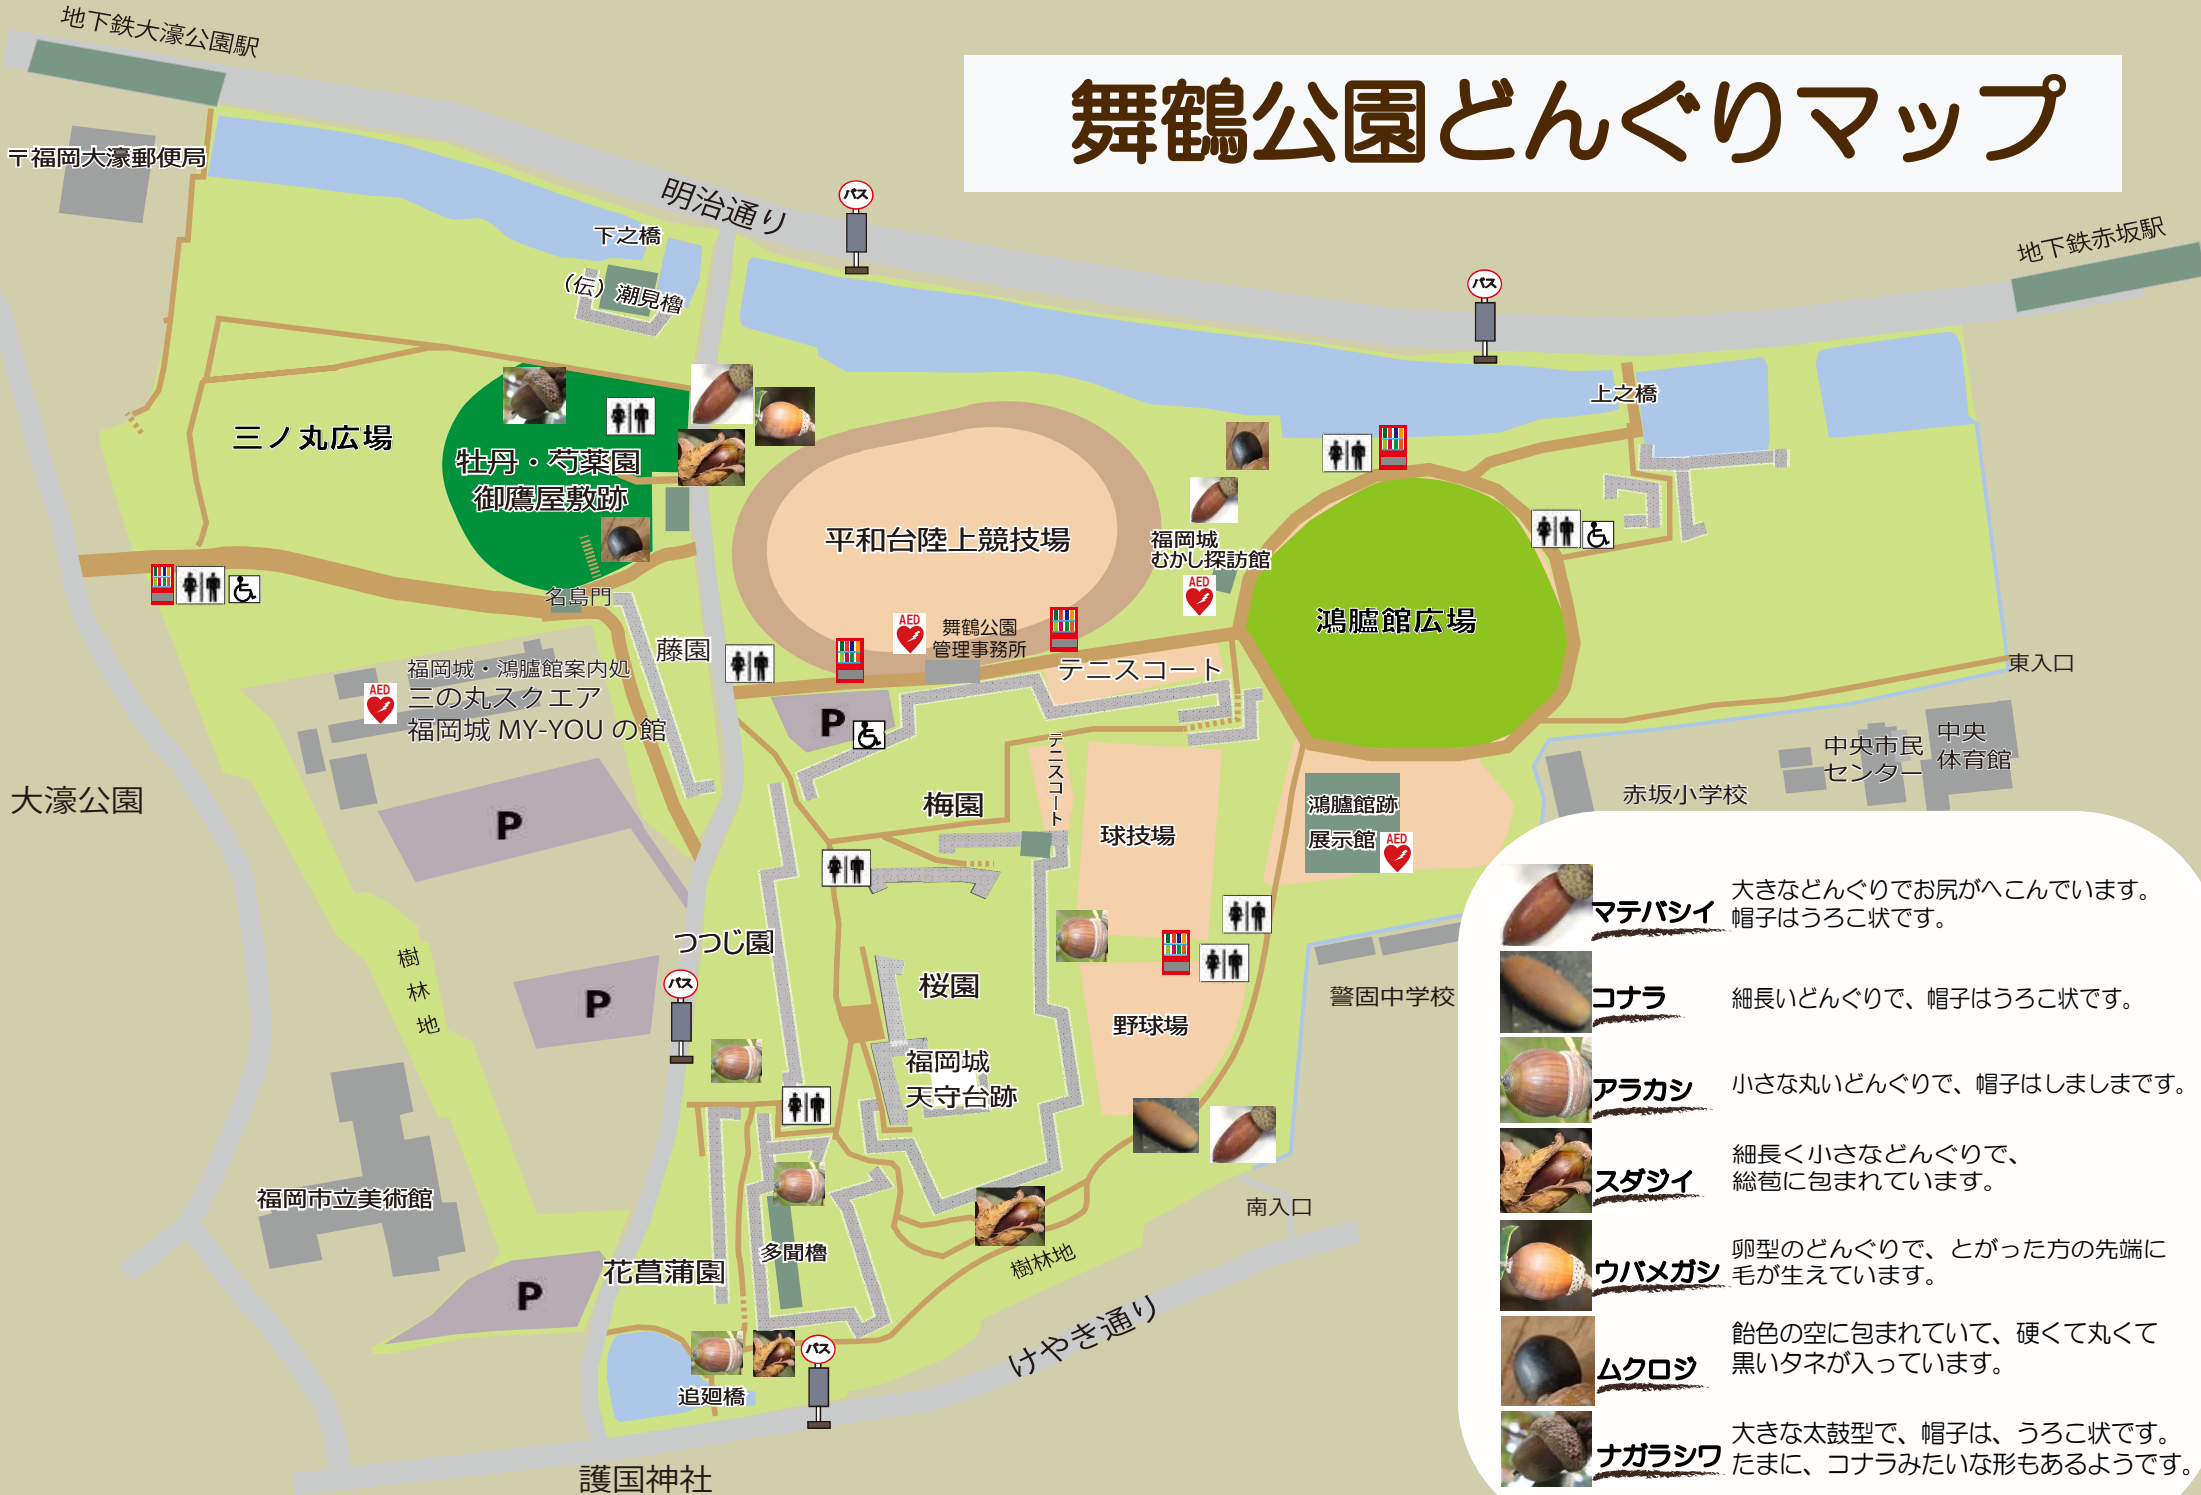 舞鶴公園どんぐりマップ
地下鉄大濠公園駅
〒福岡大濠郵便局
明治通り
バス
下之橋
(伝)潮見櫓
地下鉄赤坂駅
バス
上之橋
三ノ丸広場
牡丹・芍薬園
御鷹屋敷跡
平和台陸上競技場
福岡城
むかし探訪館
AED
鴻臚館広場
名島門
藤園
AED
舞鶴公園
管理事務所
テニスコート
東入口
福岡城・鴻臚館案内処
AED
三の丸スクエア
福岡城 MY-YOU の館
P
テニスコート
中央市民
センター
中央
体育館
赤坂小学校
大濠公園
P
梅園
球技場
鴻臚館跡
展示館
AED
つつじ園
樹林地
P
バス
桜園
野球場
警固中学校
福岡城
天守台跡
福岡市立美術館
南入口
多聞櫓
樹林地
花菖蒲園
P
けやき通り
バス
追廻橋
護国神社
マテバシイ
大きなどんぐりでお尻がへこんでいます。
帽子はうろこ状です。
コナラ
細長いどんぐりで、帽子はうろこ状です。
アラカシ
小さな丸いどんぐりで、帽子はしましまです。
スダジイ
細長く小さなどんぐりで、
総苞に包まれています。
ウバメガシ
卵型のどんぐりで、とがった方の先端に
毛が生えています。
ムクロジ
飴色の空に包まれていて、硬くて丸くて
黒いタネが入っています。
ナガラシワ
大きな太鼓型で、帽子は、うろこ状です。
たまに、コナラみたいな形もあるようです。